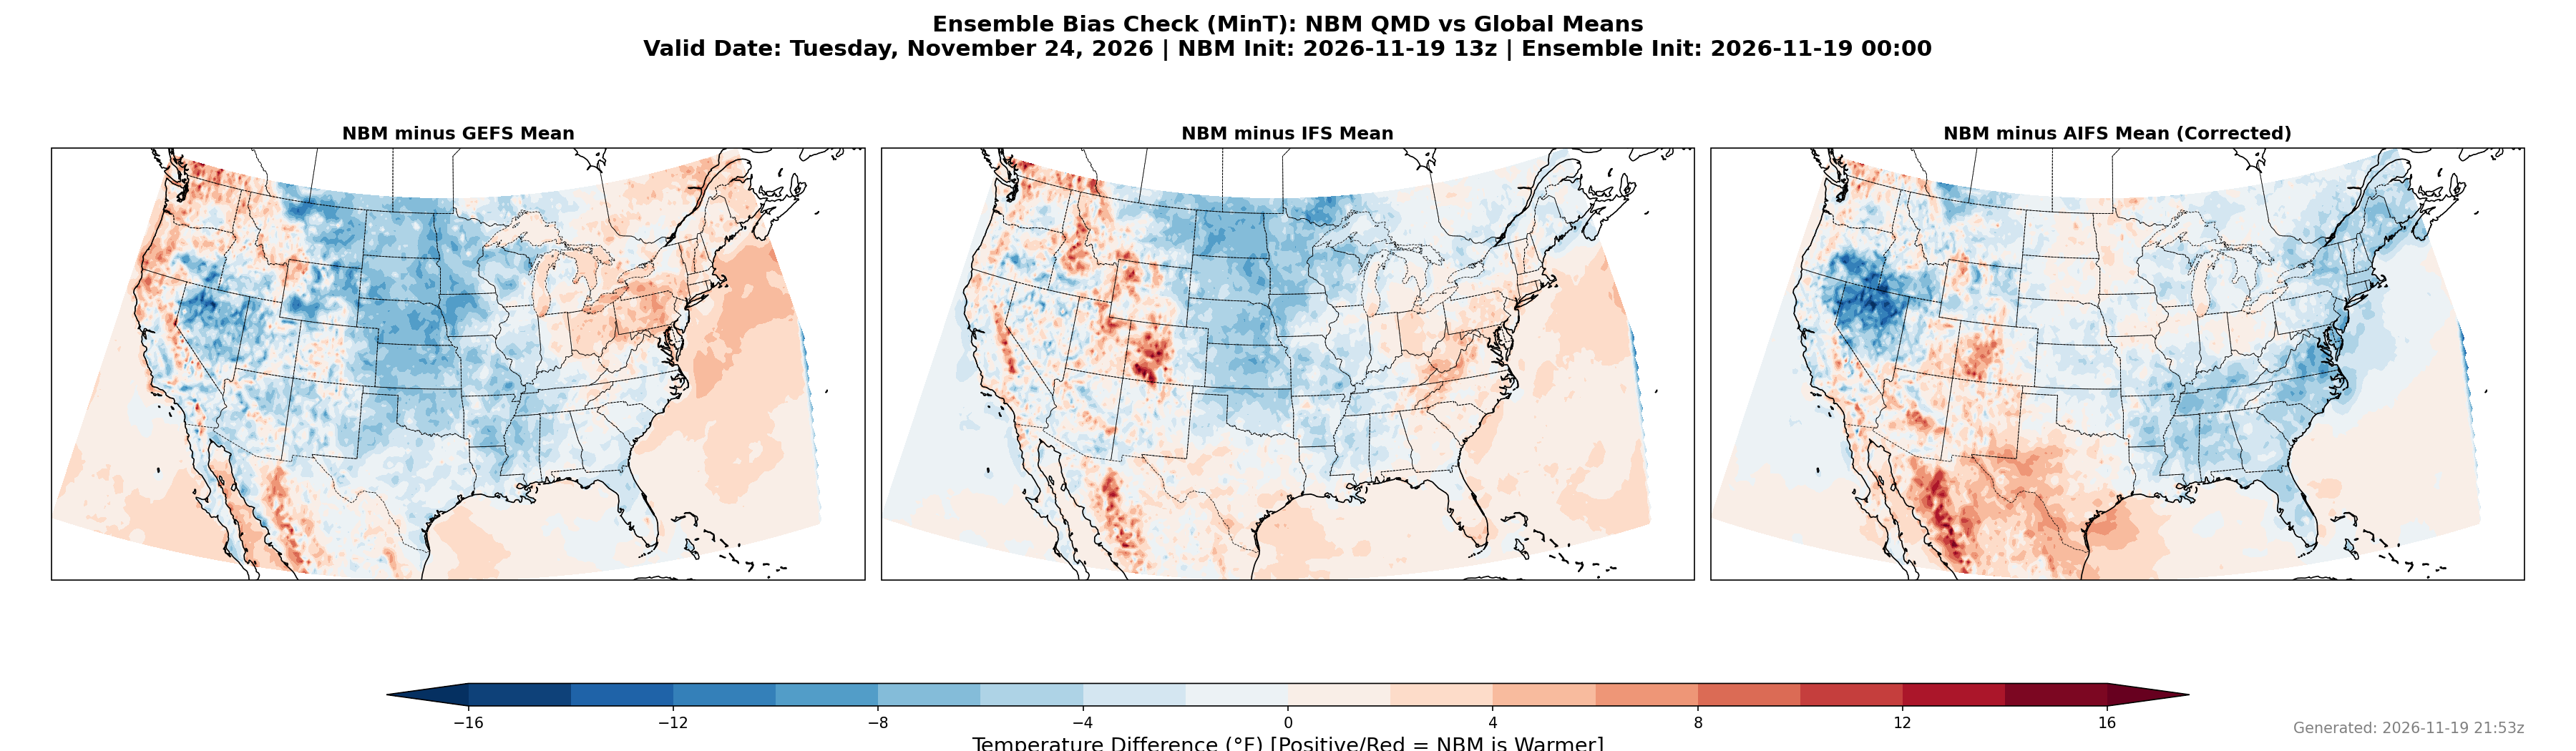 Ensemble Bias Check (MinT): NBM QMD vs Global Means
Valid Date: Tuesday, November 24, 2026 | NBM Init: 2026-11-19 13z | Ensemble Init: 2026-11-19 00:00
NBM minus GEFS Mean
NBM minus IFS Mean
NBM minus AIFS Mean (Corrected)
−16 −12 −8 −4 0 4 8 12 16
Temperature Difference (°F) [Positive/Red = NBM is Warmer]
Generated: 2026-11-19 21:53z